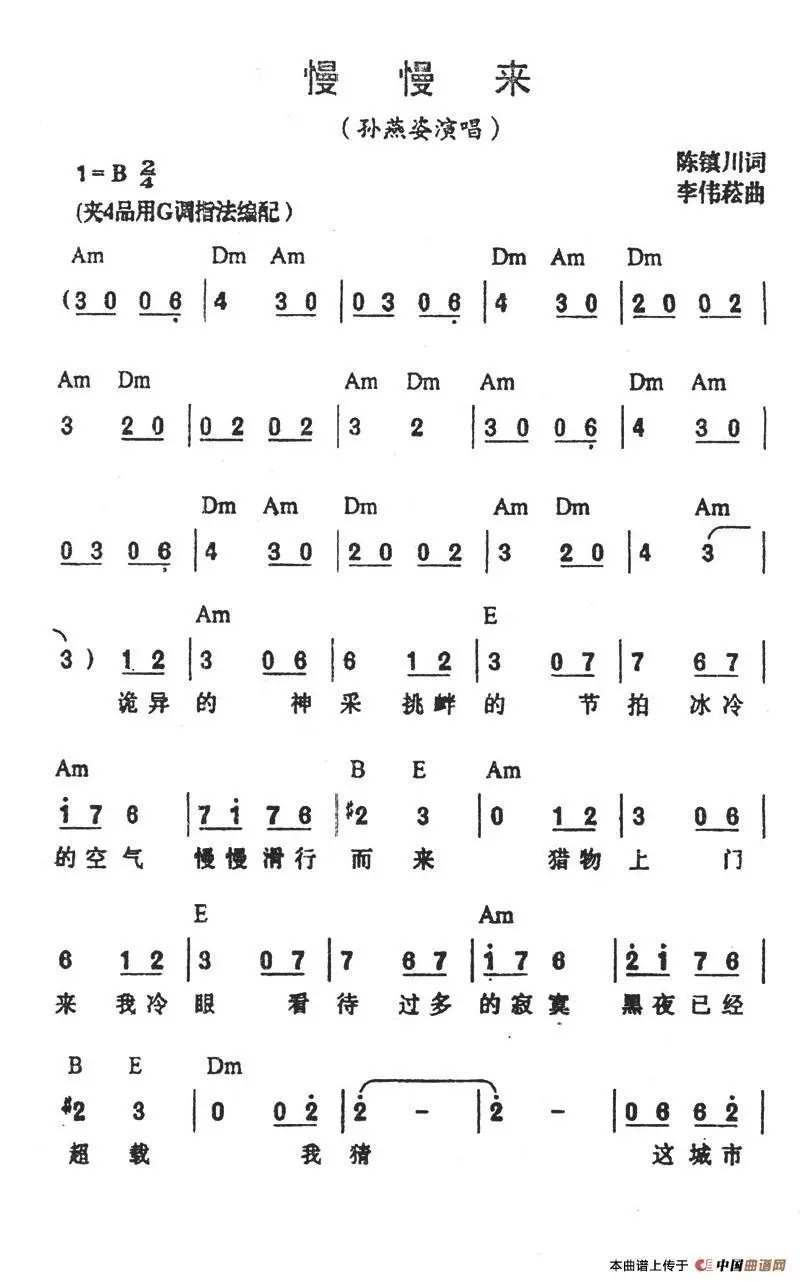 慢 慢 来
(孙燕姿演唱)
陈镇川词
1=B 2/4
李伟菘曲
(夹4品用G调指法编配)
Am Dm Am Dm Am Dm
(3 0 0 6 | 4 3 0 | 0 3 0 6 | 4 3 0 | 2 0 0 2 |
Am Dm Am Dm Am Dm Am
3 2 0 | 0 2 0 2 | 3 2 | 3 0 0 6 | 4 3 0 |
Dm Am Dm Am Dm Am
0 3 0 6 | 4 3 0 | 2 0 0 2 | 3 2 0 | 4 3 |
Am E
3) 1 2 | 3 0 6 | 6 1 2 | 3 0 7 | 7 6 7 |
诡异的 神采 挑衅的 节拍 冰冷
Am B E Am
1 7 6 | 7 1 7 6 | #2 3 | 0 1 2 | 3 0 6 |
的空气 慢慢滑行 而来 猎物上 门
E Am
6 1 2 | 3 0 7 | 7 6 7 | 1 7 6 | 2 1 7 6 |
来 我冷眼 看待 过多的寂寞 黑夜已经
B E Dm
#2 3 | 0 0 2 | 2 - | 2 - | 0 6 6 2 |
超载 我猜 这城市
本曲谱上传于 中国曲谱网